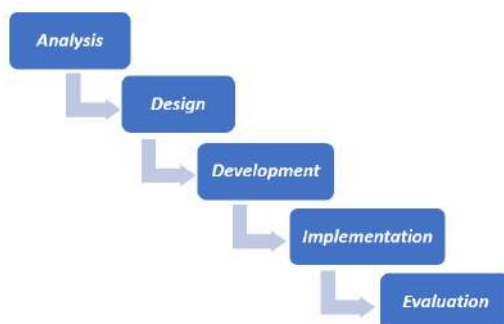 Analysis
Design
Development
Implementation
Evaluation